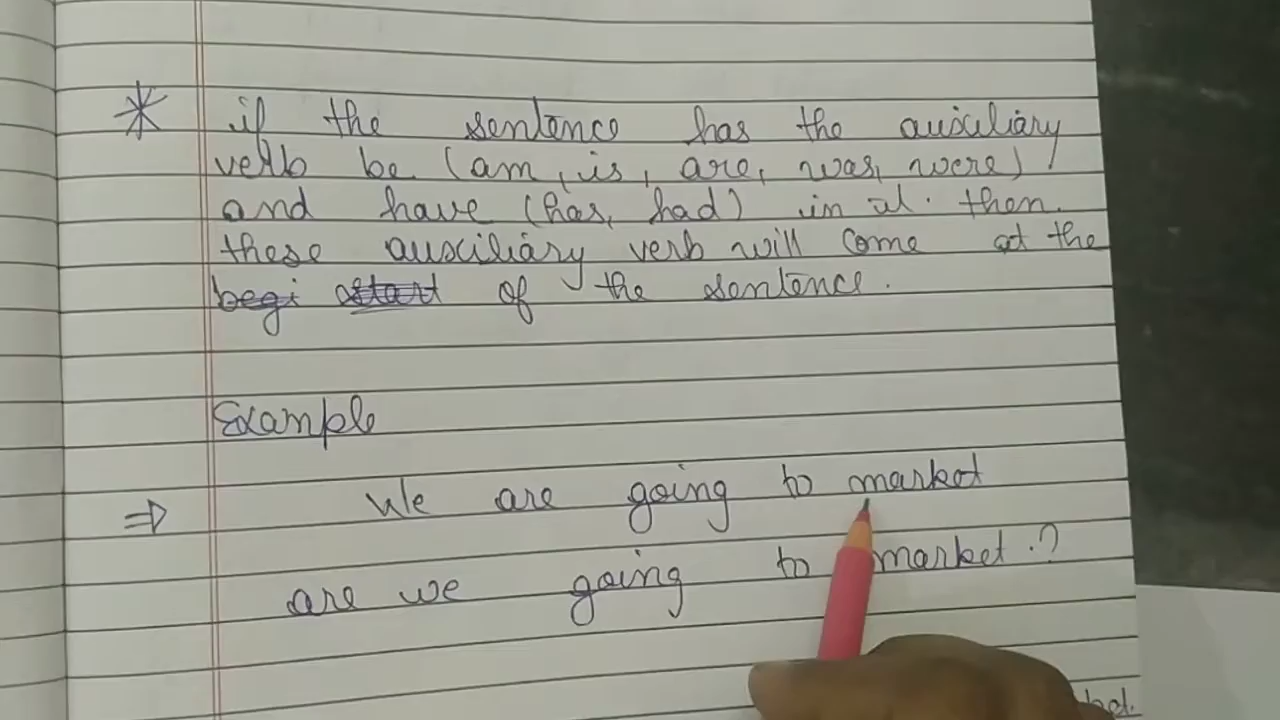 * if the sentence has the auxiliary
verb be (am, is, are, was, were)
and have (has, had) in it. then
these auxiliary verb will come at the
begi start of the sentence.
Example
⇒ We are going to market
are we going to market.?